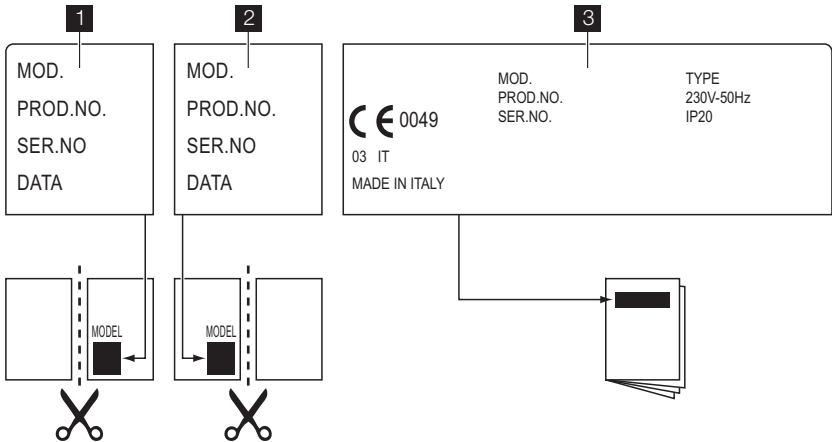 1
MOD.
PROD.NO.
SER.NO
DATA
2
MOD.
PROD.NO.
SER.NO
DATA
3
MOD.
PROD.NO.
SER.NO.
TYPE
230V-50Hz
IP20
CE 0049
03 IT
MADE IN ITALY
MODEL
MODEL